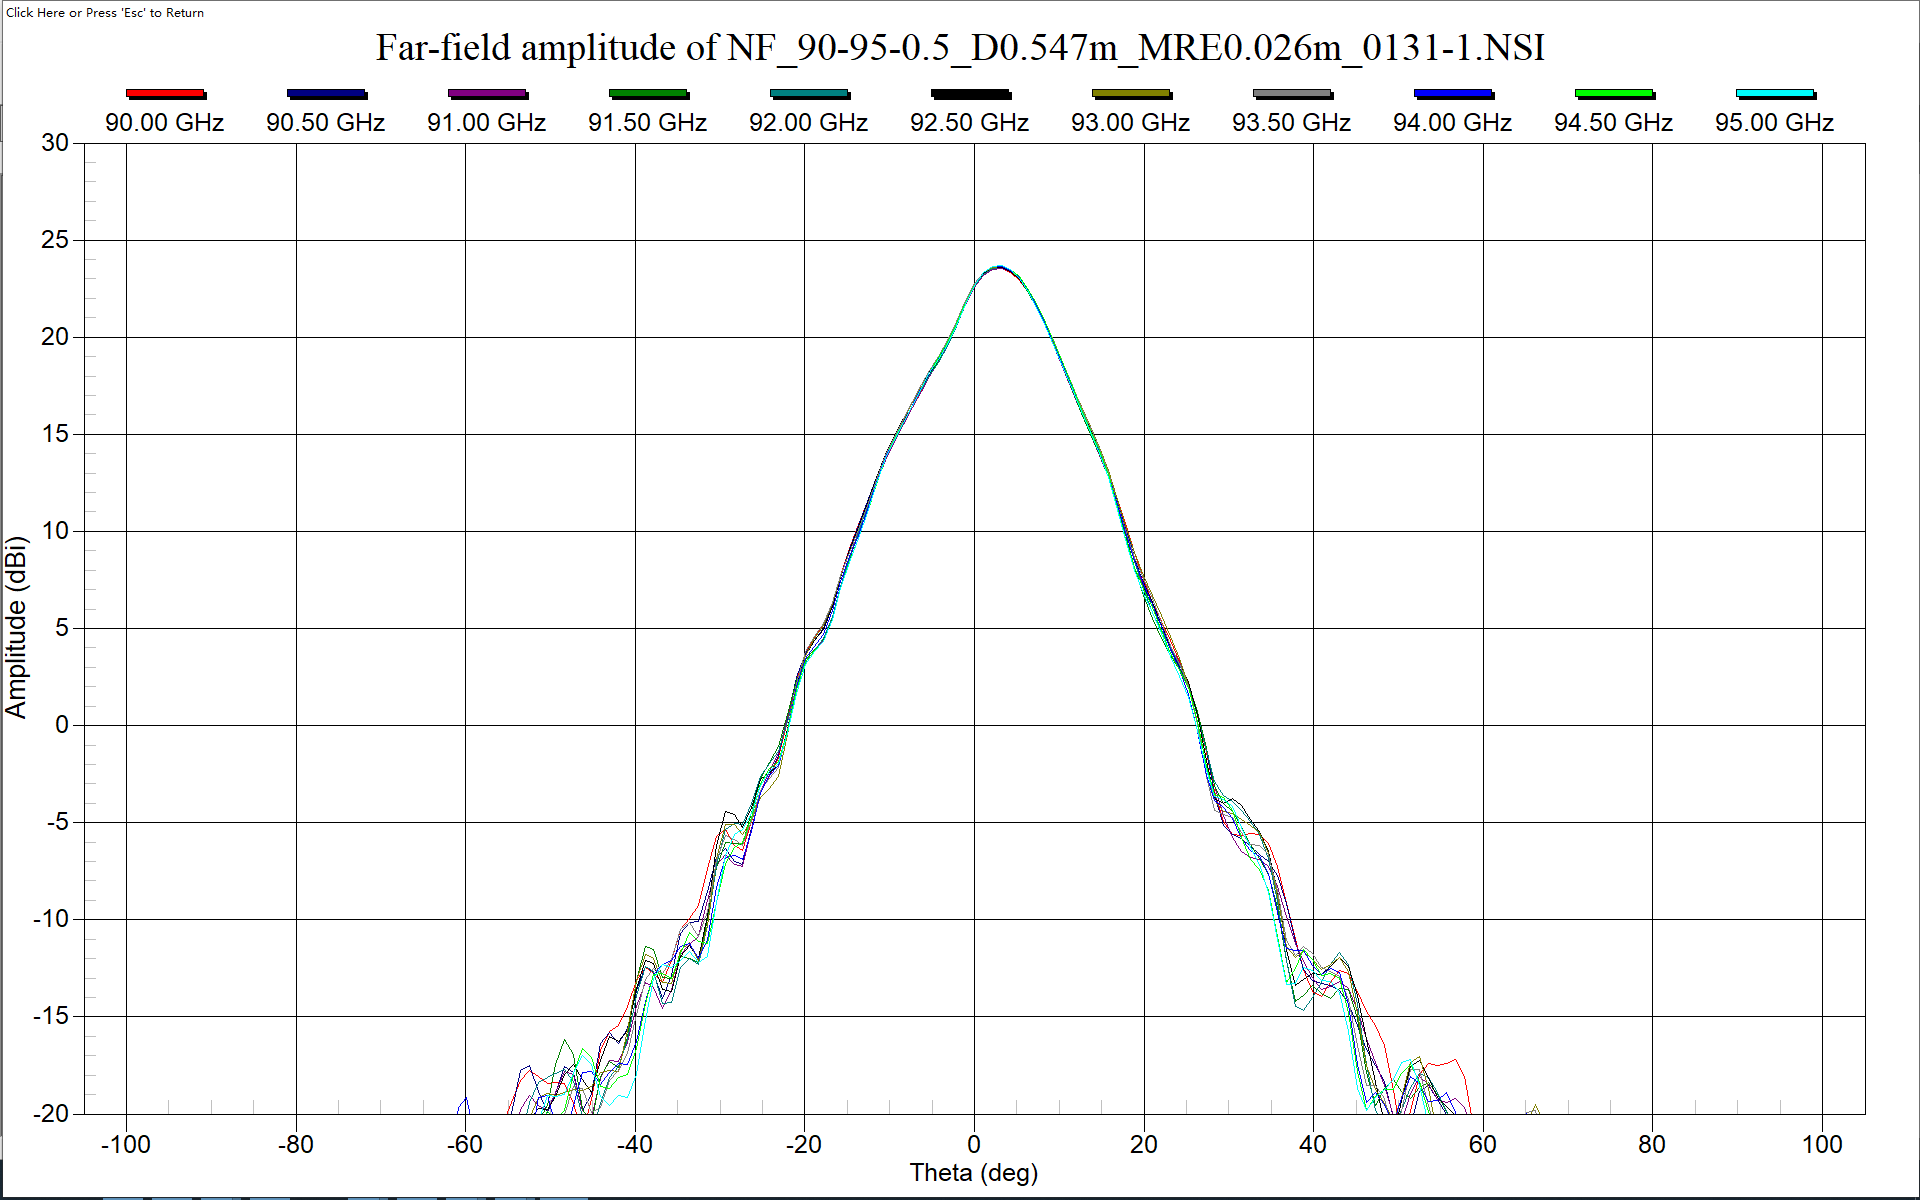 Click Here or Press 'Esc' to Return
Far-field amplitude of NF_90-95-0.5_D0.547m_MRE0.026m_0131-1.NSI
90.00 GHz 90.50 GHz 91.00 GHz 91.50 GHz 92.00 GHz 92.50 GHz 93.00 GHz 93.50 GHz 94.00 GHz 94.50 GHz 95.00 GHz
30
25
20
15
10
5
0
-5
-10
-15
-20
Amplitude (dBi)
-100 -80 -60 -40 -20 0 20 40 60 80 100
Theta (deg)